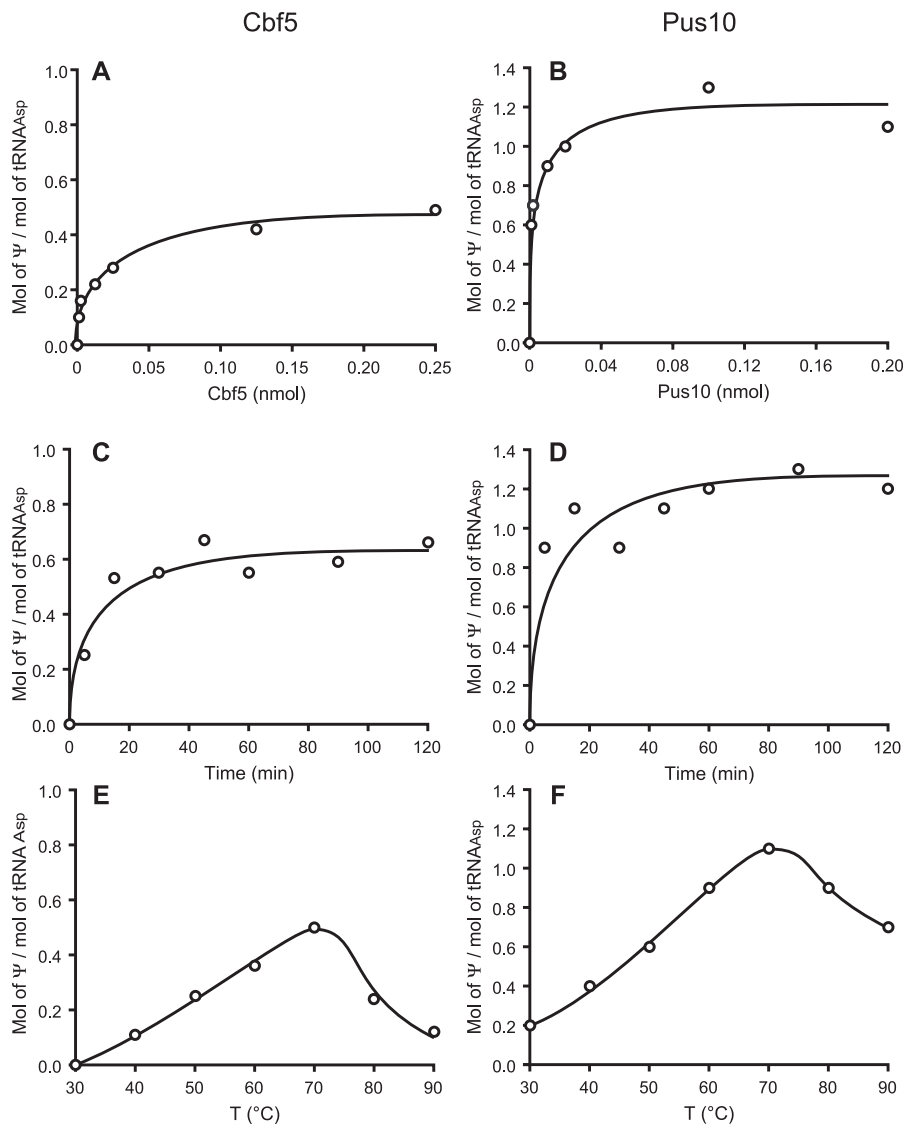 Cbf5
Pus10
A
Mol of Ψ / mol of tRNAAsp
1.0
0.8
0.6
0.4
0.2
0.0
0 0.05 0.10 0.15 0.20 0.25
Cbf5 (nmol)
B
Mol of Ψ / mol of tRNAAsp
1.4
1.2
1.0
0.8
0.6
0.4
0.2
0.0
0 0.04 0.08 0.12 0.16 0.20
Pus10 (nmol)
C
Mol of Ψ / mol of tRNAAsp
1.0
0.8
0.6
0.4
0.2
0.0
0 20 40 60 80 100 120
Time (min)
D
Mol of Ψ / mol of tRNAAsp
1.4
1.2
1.0
0.8
0.6
0.4
0.2
0.0
0 20 40 60 80 100 120
Time (min)
E
Mol of Ψ / mol of tRNA Asp
1.0
0.8
0.6
0.4
0.2
0.0
30 40 50 60 70 80 90
T (°C)
F
Mol of Ψ / mol of tRNAAsp
1.4
1.2
1.0
0.8
0.6
0.4
0.2
0.0
30 40 50 60 70 80 90
T (°C)